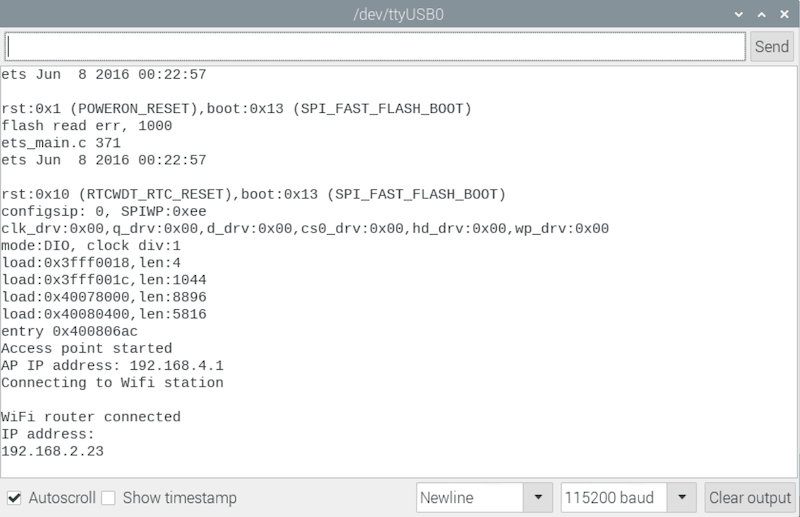 /dev/ttyUSB0
Send
ets Jun  8 2016 00:22:57

rst:0x1 (POWERON_RESET),boot:0x13 (SPI_FAST_FLASH_BOOT)
flash read err, 1000
ets_main.c 371
ets Jun  8 2016 00:22:57

rst:0x10 (RTCWDT_RTC_RESET),boot:0x13 (SPI_FAST_FLASH_BOOT)
configsip: 0, SPIWP:0xee
clk_drv:0x00,q_drv:0x00,d_drv:0x00,cs0_drv:0x00,hd_drv:0x00,wp_drv:0x00
mode:DIO, clock div:1
load:0x3fff0018,len:4
load:0x3fff001c,len:1044
load:0x40078000,len:8896
load:0x40080400,len:5816
entry 0x400806ac
Access point started
AP IP address: 192.168.4.1
Connecting to Wifi station

WiFi router connected
IP address:
192.168.2.23
Autoscroll Show timestamp Newline 115200 baud Clear output